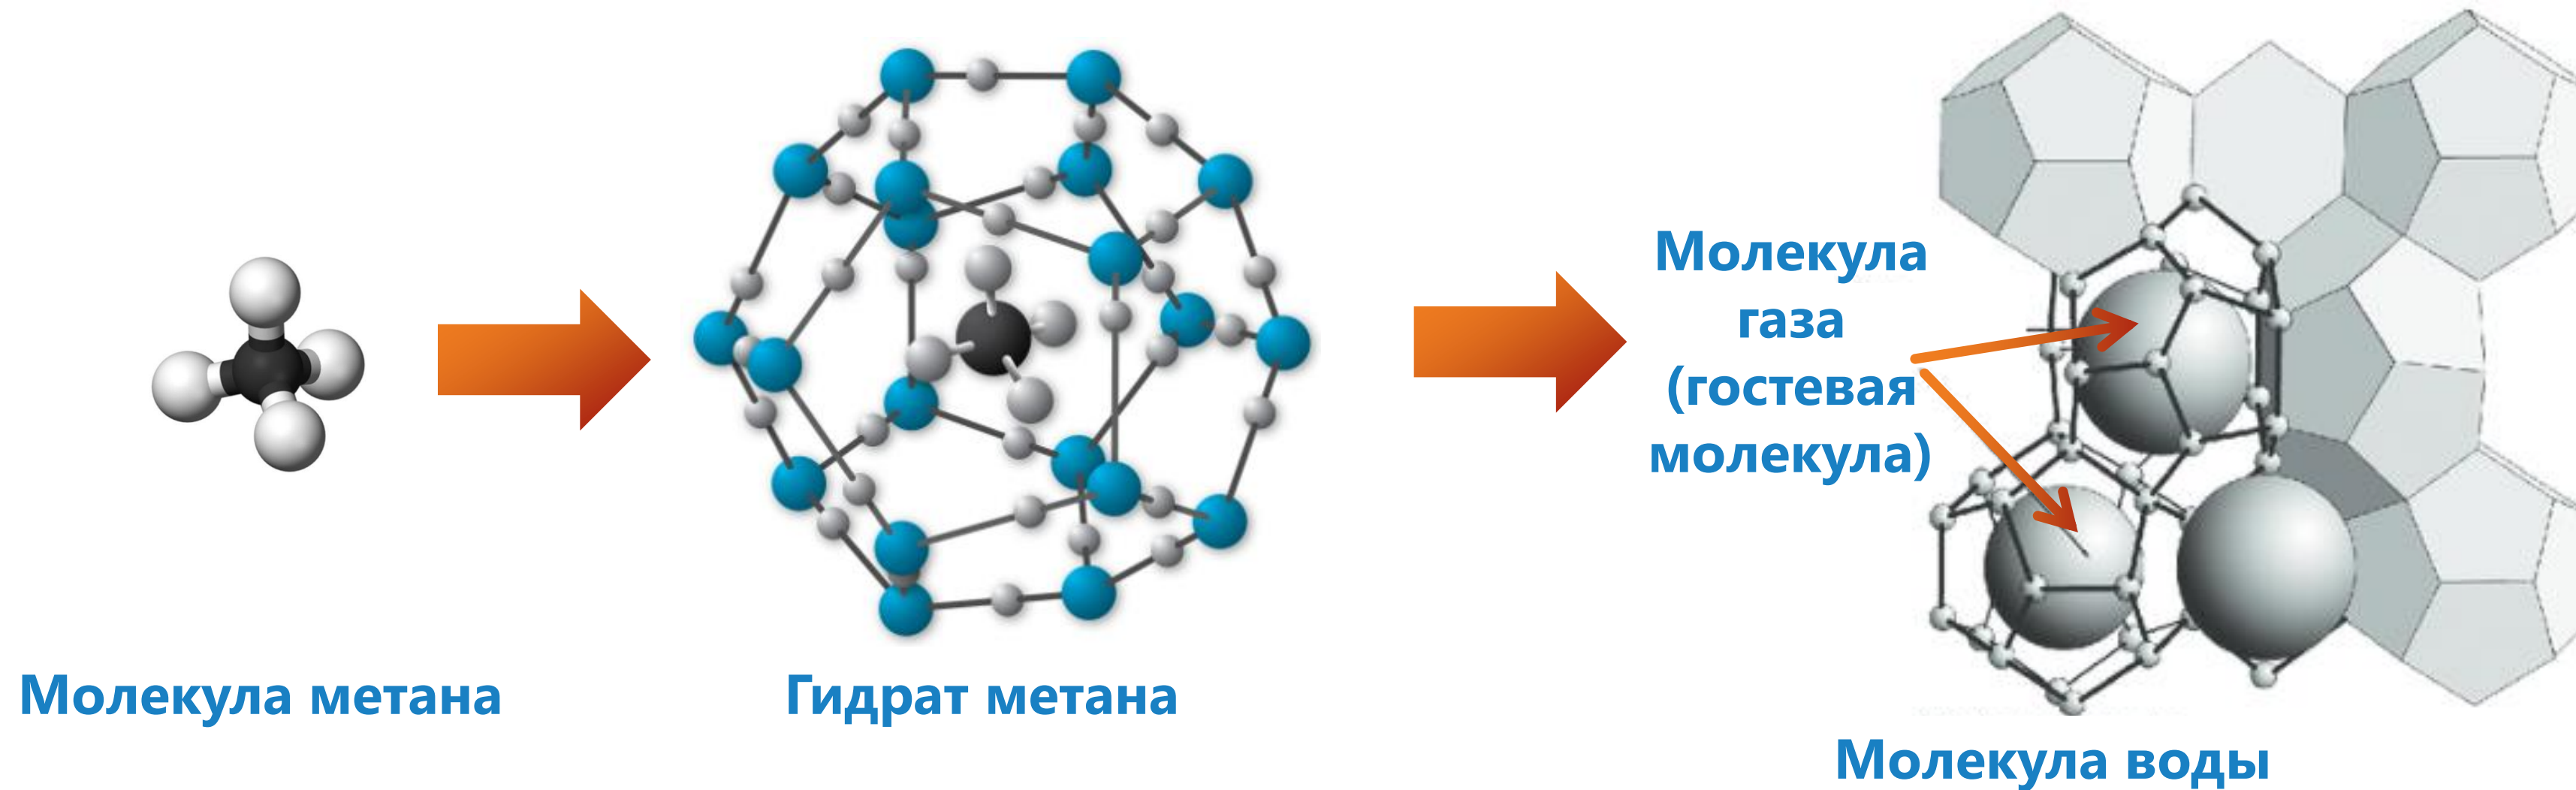 Молекула метана
Гидрат метана
Молекула
газа
(гостевая
молекула)
Молекула воды